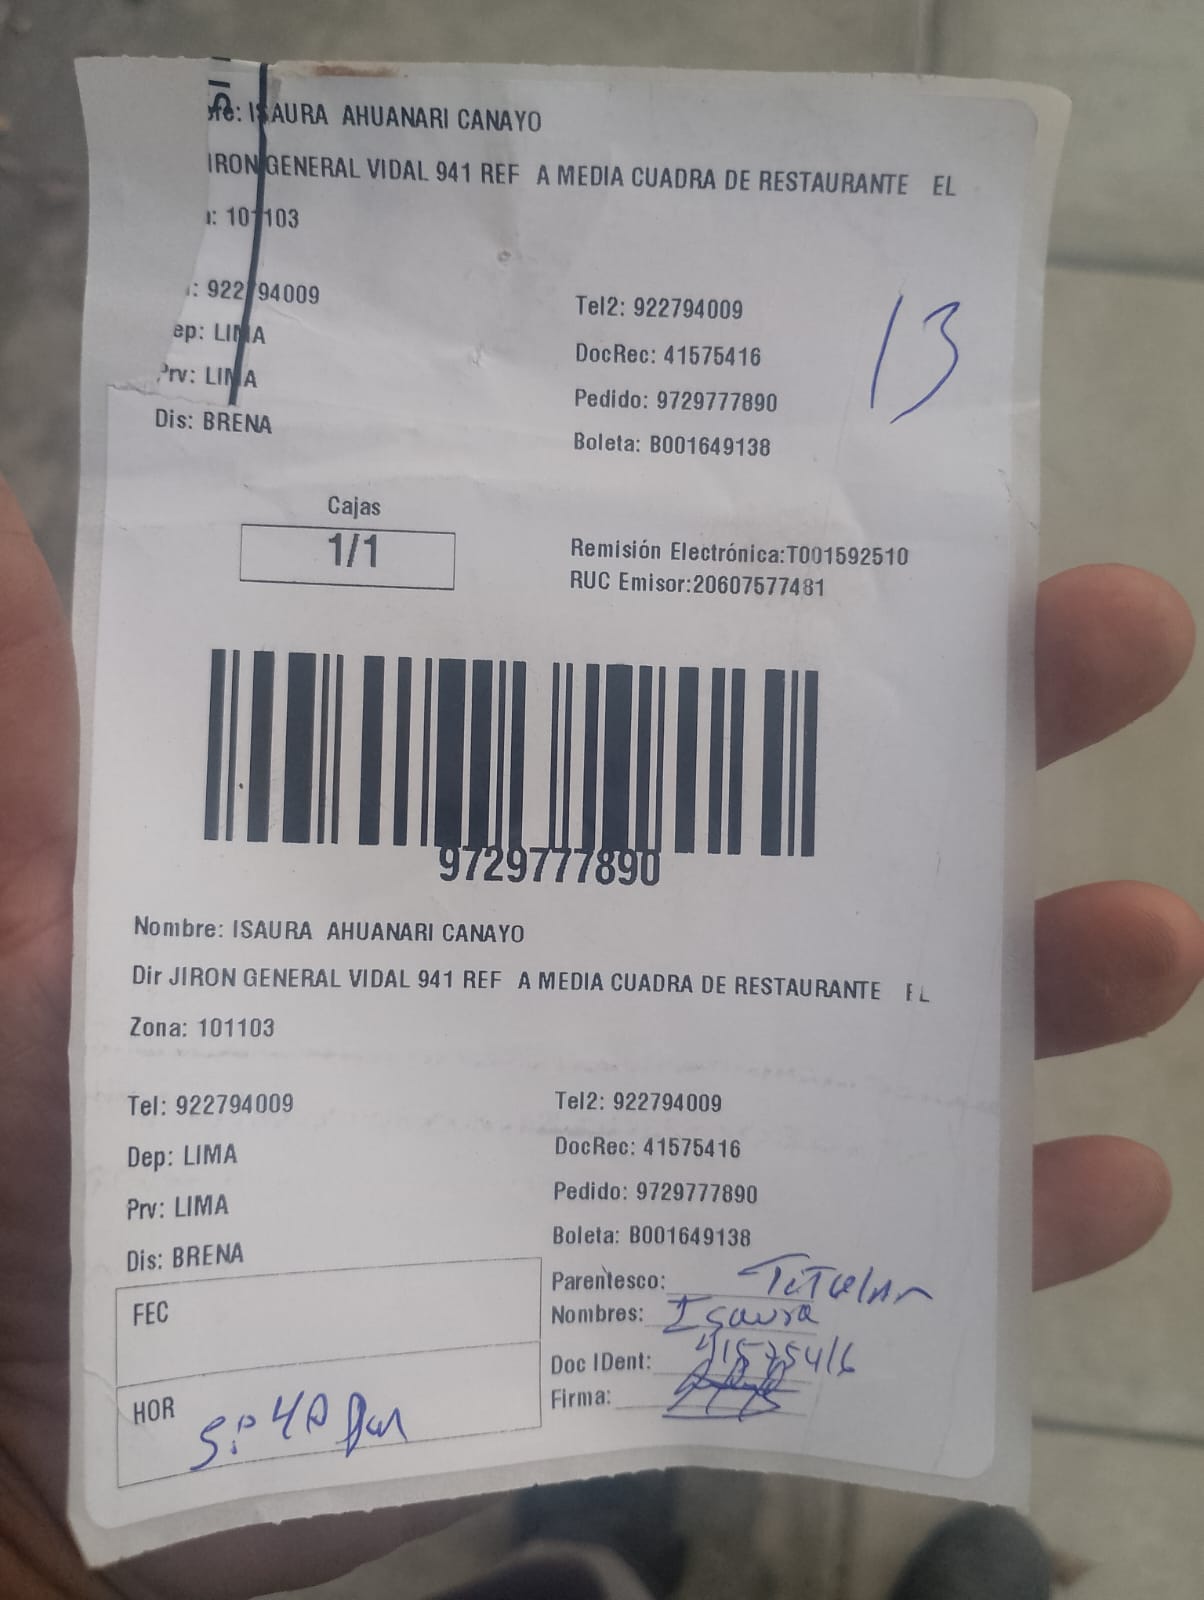 ISAURA AHUANARI CANAYO
IRON GENERAL VIDAL 941 REF A MEDIA CUADRA DE RESTAURANTE EL
: 101103
: 922794009
Tel2: 922794009
ep: LIMA
DocRec: 41575416
Prv: LIMA
Pedido: 9729777890
Dis: BRENA
Boleta: B001649138
13
Cajas
1/1
Remisión Electrónica:T001592510
RUC Emisor:20607577481
9729777890
Nombre: ISAURA AHUANARI CANAYO
Dir JIRON GENERAL VIDAL 941 REF A MEDIA CUADRA DE RESTAURANTE EL
Zona: 101103
Tel: 922794009
Tel2: 922794009
Dep: LIMA
DocRec: 41575416
Prv: LIMA
Pedido: 9729777890
Dis: BRENA
Boleta: B001649138
FEC
HOR
Parentesco: Titular
Nombres: Isaura
Doc IDent: 41575416
Firma: